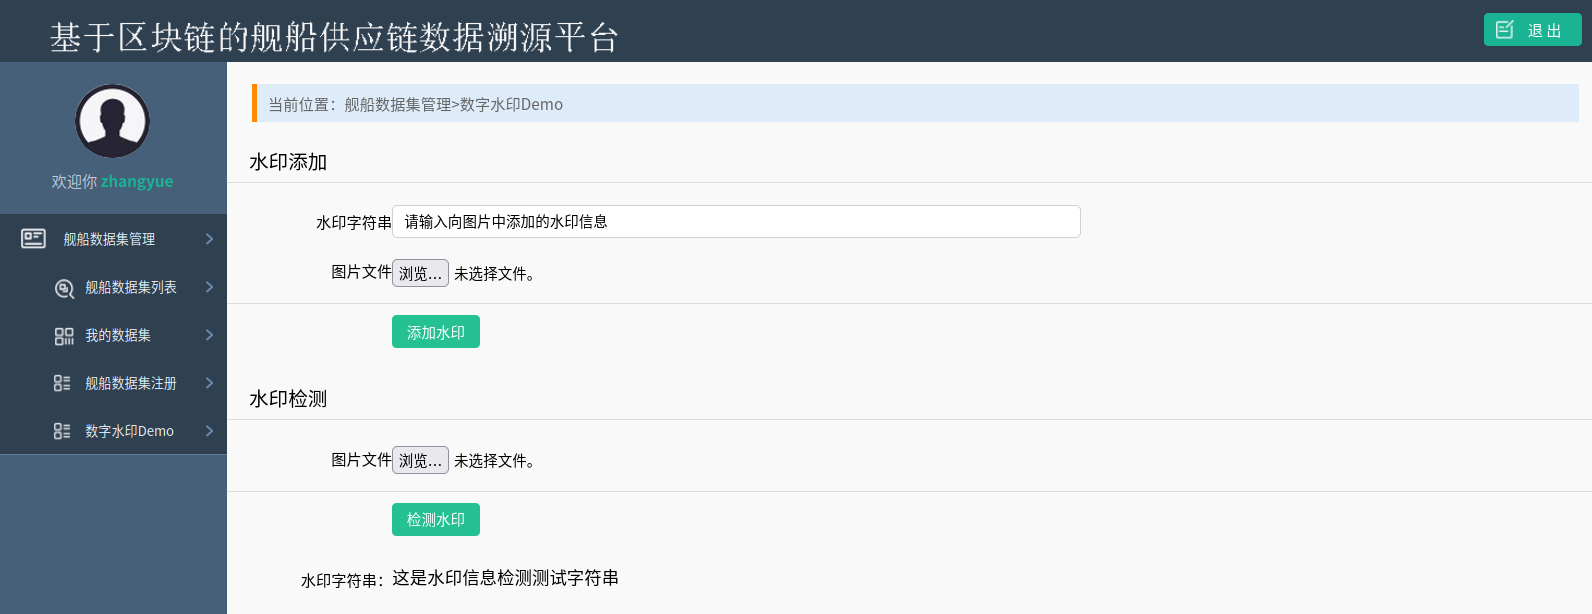 基于区块链的舰船供应链数据溯源平台
退 出
欢迎你 zhangyue
舰船数据集管理
舰船数据集列表
我的数据集
舰船数据集注册
数字水印Demo
当前位置：舰船数据集管理>数字水印Demo
水印添加
水印字符串 请输入向图片中添加的水印信息
图片文件 浏览... 未选择文件。
添加水印
水印检测
图片文件 浏览... 未选择文件。
检测水印
水印字符串：这是水印信息检测测试字符串